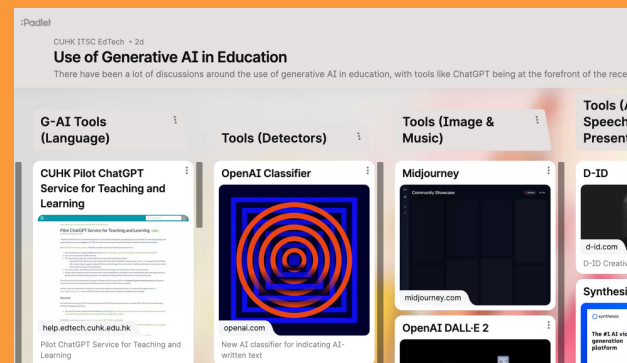 :Padlet
CUHK ITSC EdTech • 2d
Use of Generative AI in Education
There have been a lot of discussions around the use of generative AI in education, with tools like ChatGPT being at the forefront of the rece
G-AI Tools
(Language)
Tools (Detectors)
Tools (Image &
Music)
Tools (A
Speech
Present
CUHK Pilot ChatGPT
Service for Teaching and
Learning
Pilot ChatGPT Service for Teaching and Learning
help.edtech.cuhk.edu.hk
Pilot ChatGPT Service for Teaching and
Learning
OpenAI Classifier
openai.com
New AI classifier for indicating AI-
written text
Midjourney
Community Showcase
midjourney.com
OpenAI DALL·E 2
D-ID
d-id.com
D-ID Creativ
Synthesi
synthesia
The #1 AI vid
generation
platform